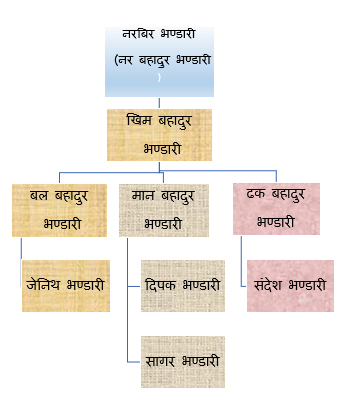 नरबिर भण्डारी
(नर बहादुर भण्डारी
)
खिम बहादुर
भण्डारी
बल बहादुर
भण्डारी
मान बहादुर
भण्डारी
ढक बहादुर
भण्डारी
जेनिथ भण्डारी
दिपक भण्डारी
संदेश भण्डारी
सागर भण्डारी